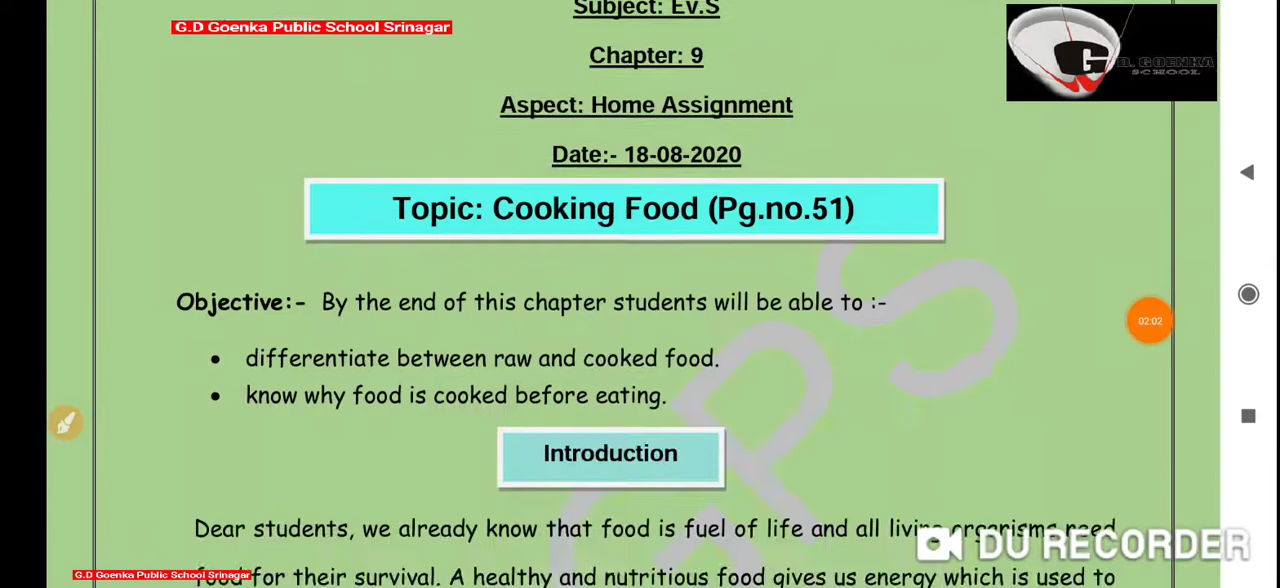 Subject: Ev.S
G.D Goenka Public School Srinagar
Chapter: 9
G
D. GOENKA
SCHOOL
Aspect: Home Assignment
Date:- 18-08-2020
Topic: Cooking Food (Pg.no.51)
Objective:- By the end of this chapter students will be able to :-
02:02
• differentiate between raw and cooked food.
• know why food is cooked before eating.
GPS
Introduction
Dear students, we already know that food is fuel of life and all living organisms need
DU RECORDER
G.D Goenka Public School Srinagar
food for their survival. A healthy and nutritious food gives us energy which is used to